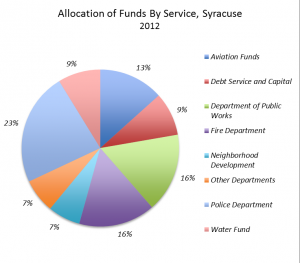 Allocation of Funds By Service, Syracuse
2012
9%
13%
9%
16%
16%
7%
7%
23%
Aviation Funds
Debt Service and Capital
Department of Public
Works
Fire Department
Neighborhood
Development
Other Departments
Police Department
Water Fund